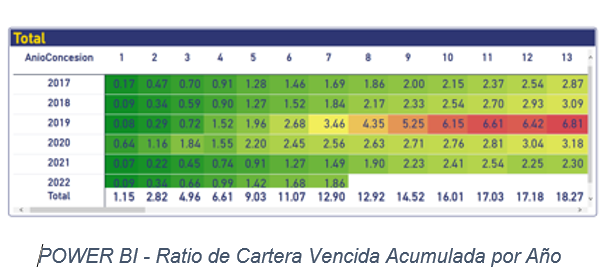 Total
AnioConcesion 1 2 3 4 5 6 7 8 9 10 11 12 13
2017 0.17 0.47 0.70 0.91 1.28 1.46 1.69 1.86 2.00 2.15 2.37 2.54 2.87
2018 0.09 0.34 0.59 0.90 1.27 1.52 1.84 2.17 2.33 2.54 2.70 2.93 3.09
2019 0.08 0.29 0.72 1.52 1.96 2.68 3.46 4.35 5.25 6.15 6.61 6.42 6.81
2020 0.64 1.16 1.84 1.55 2.20 2.45 2.56 2.63 2.71 2.76 2.81 3.04 3.18
2021 0.07 0.22 0.45 0.74 0.91 1.27 1.49 1.90 2.23 2.41 2.54 2.25 2.30
2022 0.09 0.34 0.66 0.99 1.42 1.68 1.86
Total 1.15 2.82 4.96 6.61 9.03 11.07 12.90 12.92 14.52 16.01 17.03 17.18 18.27
POWER BI - Ratio de Cartera Vencida Acumulada por Año